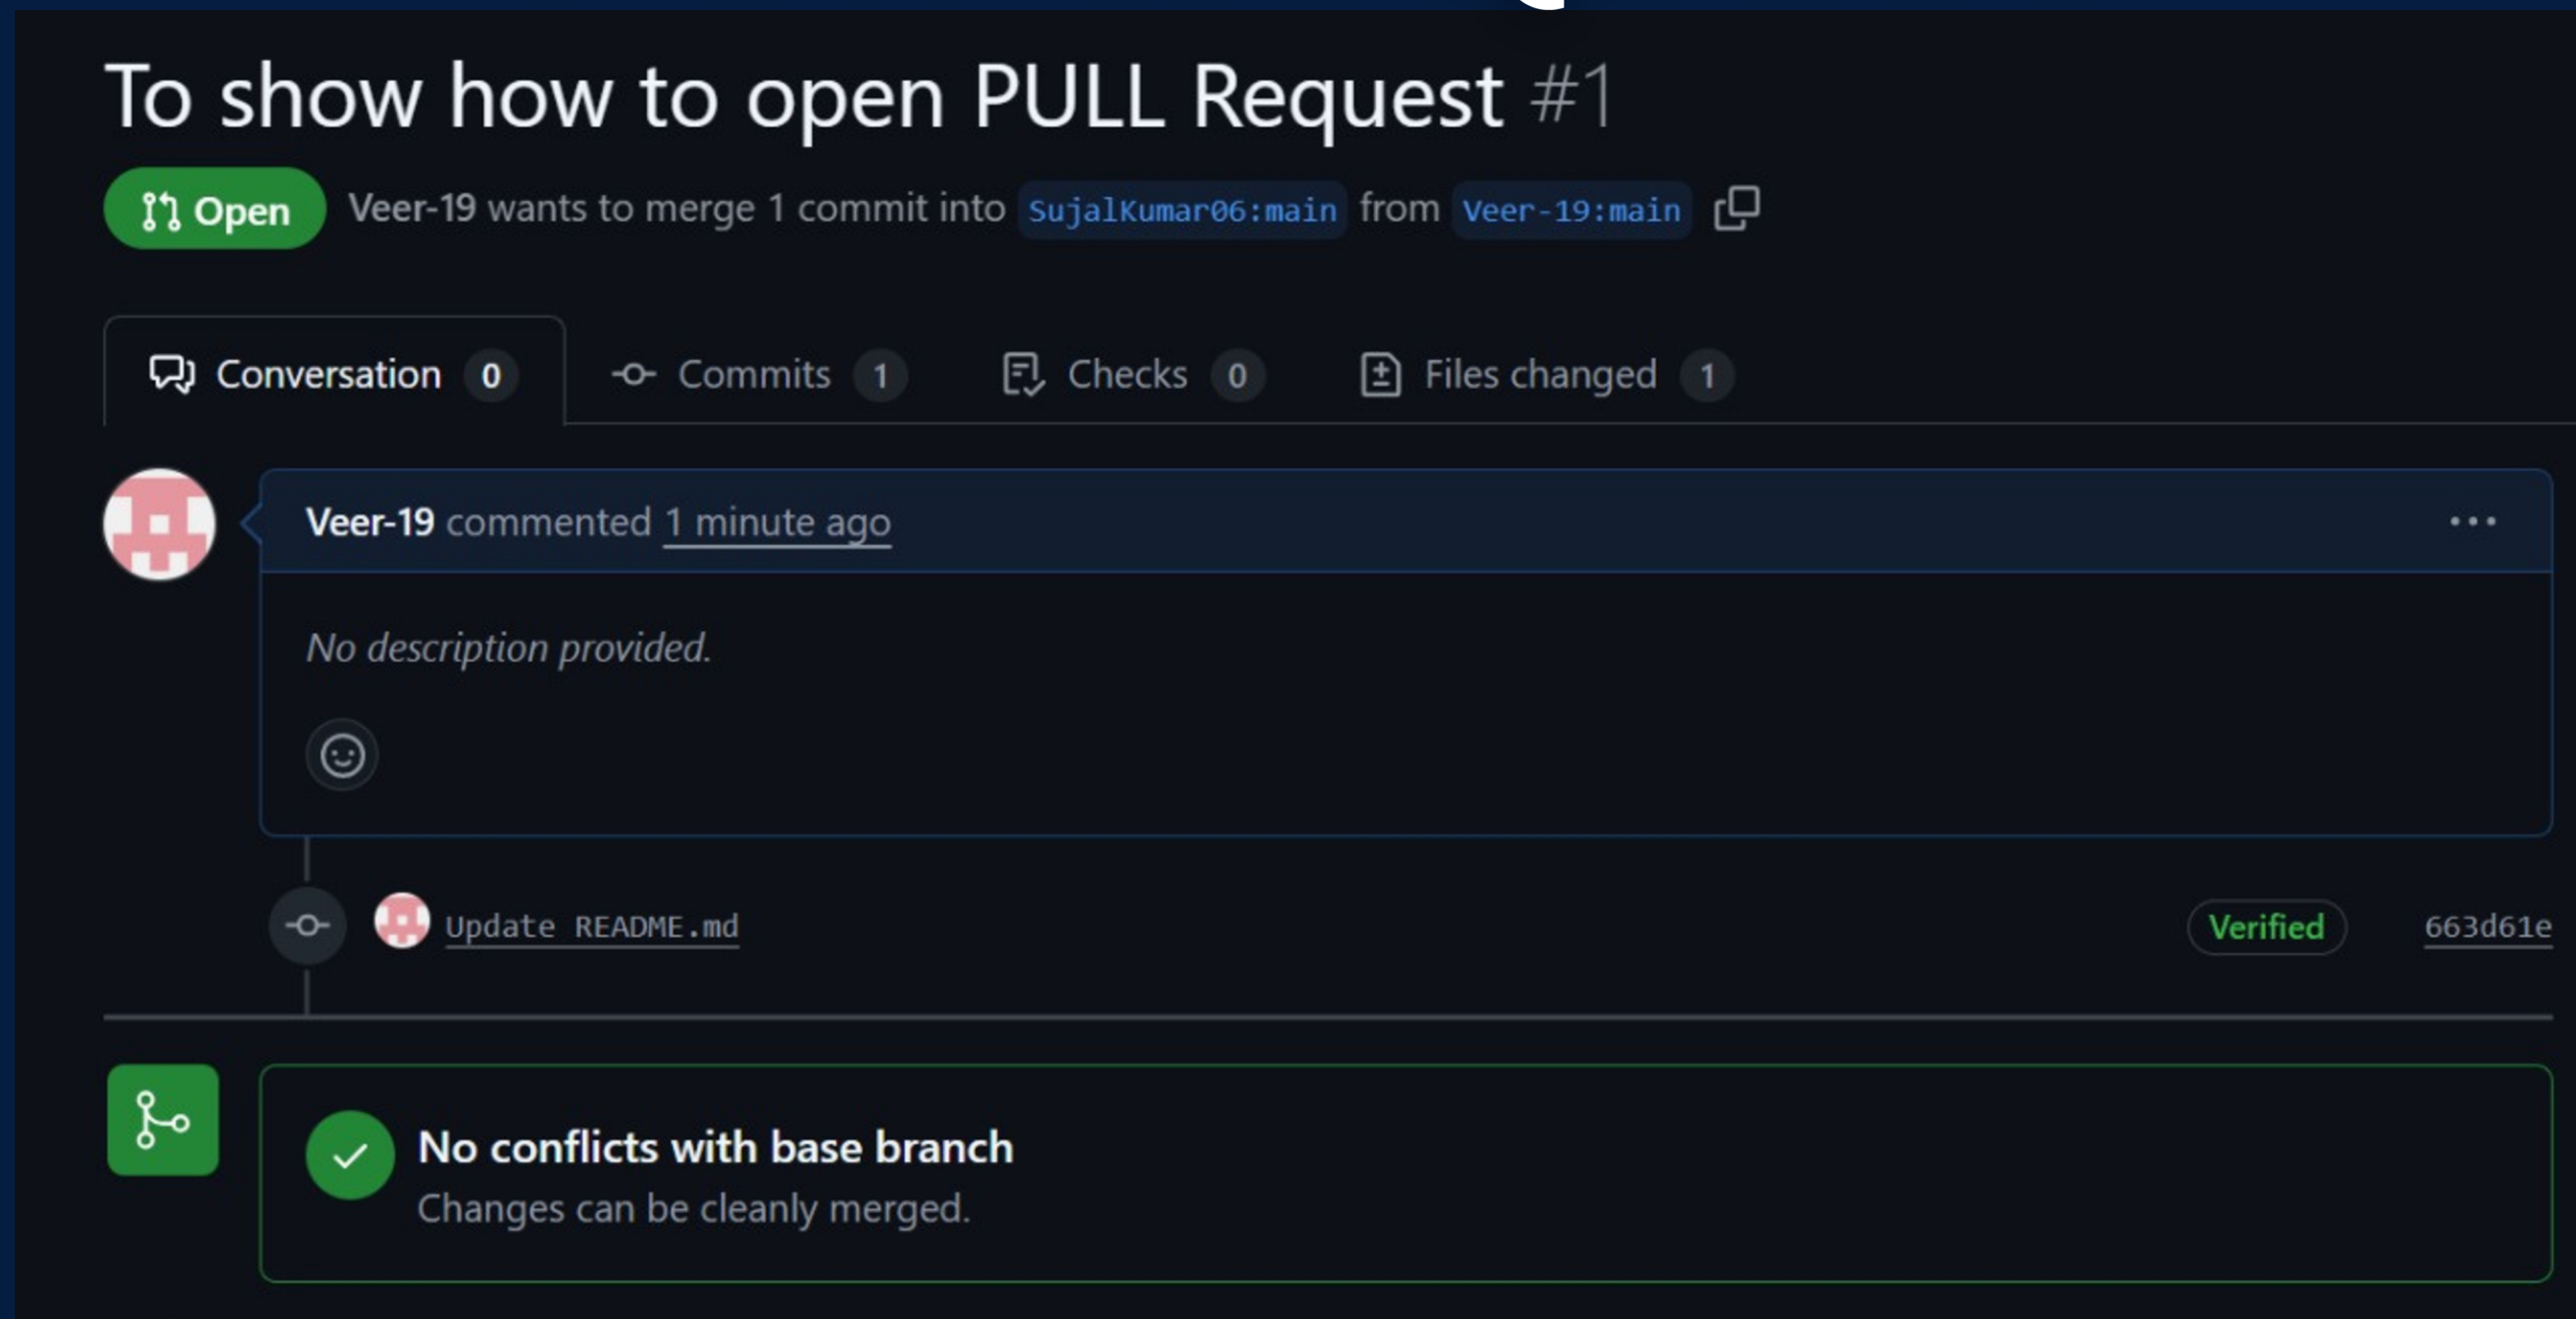 To show how to open PULL Request #1
Open Veer-19 wants to merge 1 commit into SujalKumar06:main from Veer-19:main
Conversation 0 Commits 1 Checks 0 Files changed 1
Veer-19 commented 1 minute ago
No description provided.
Update README.md Verified 663d61e
No conflicts with base branch
Changes can be cleanly merged.